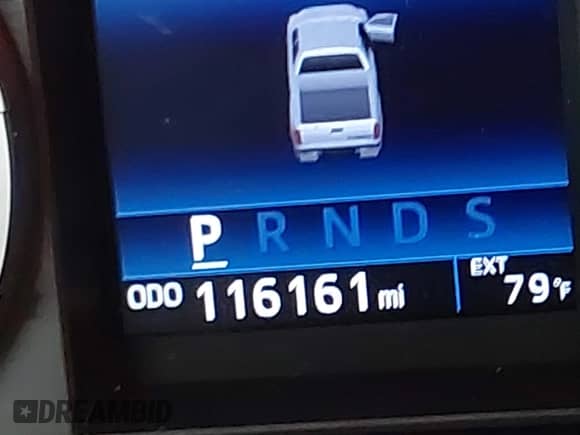 P R N D S
ODO 116161 mi EXT 79°F
DREAMBID